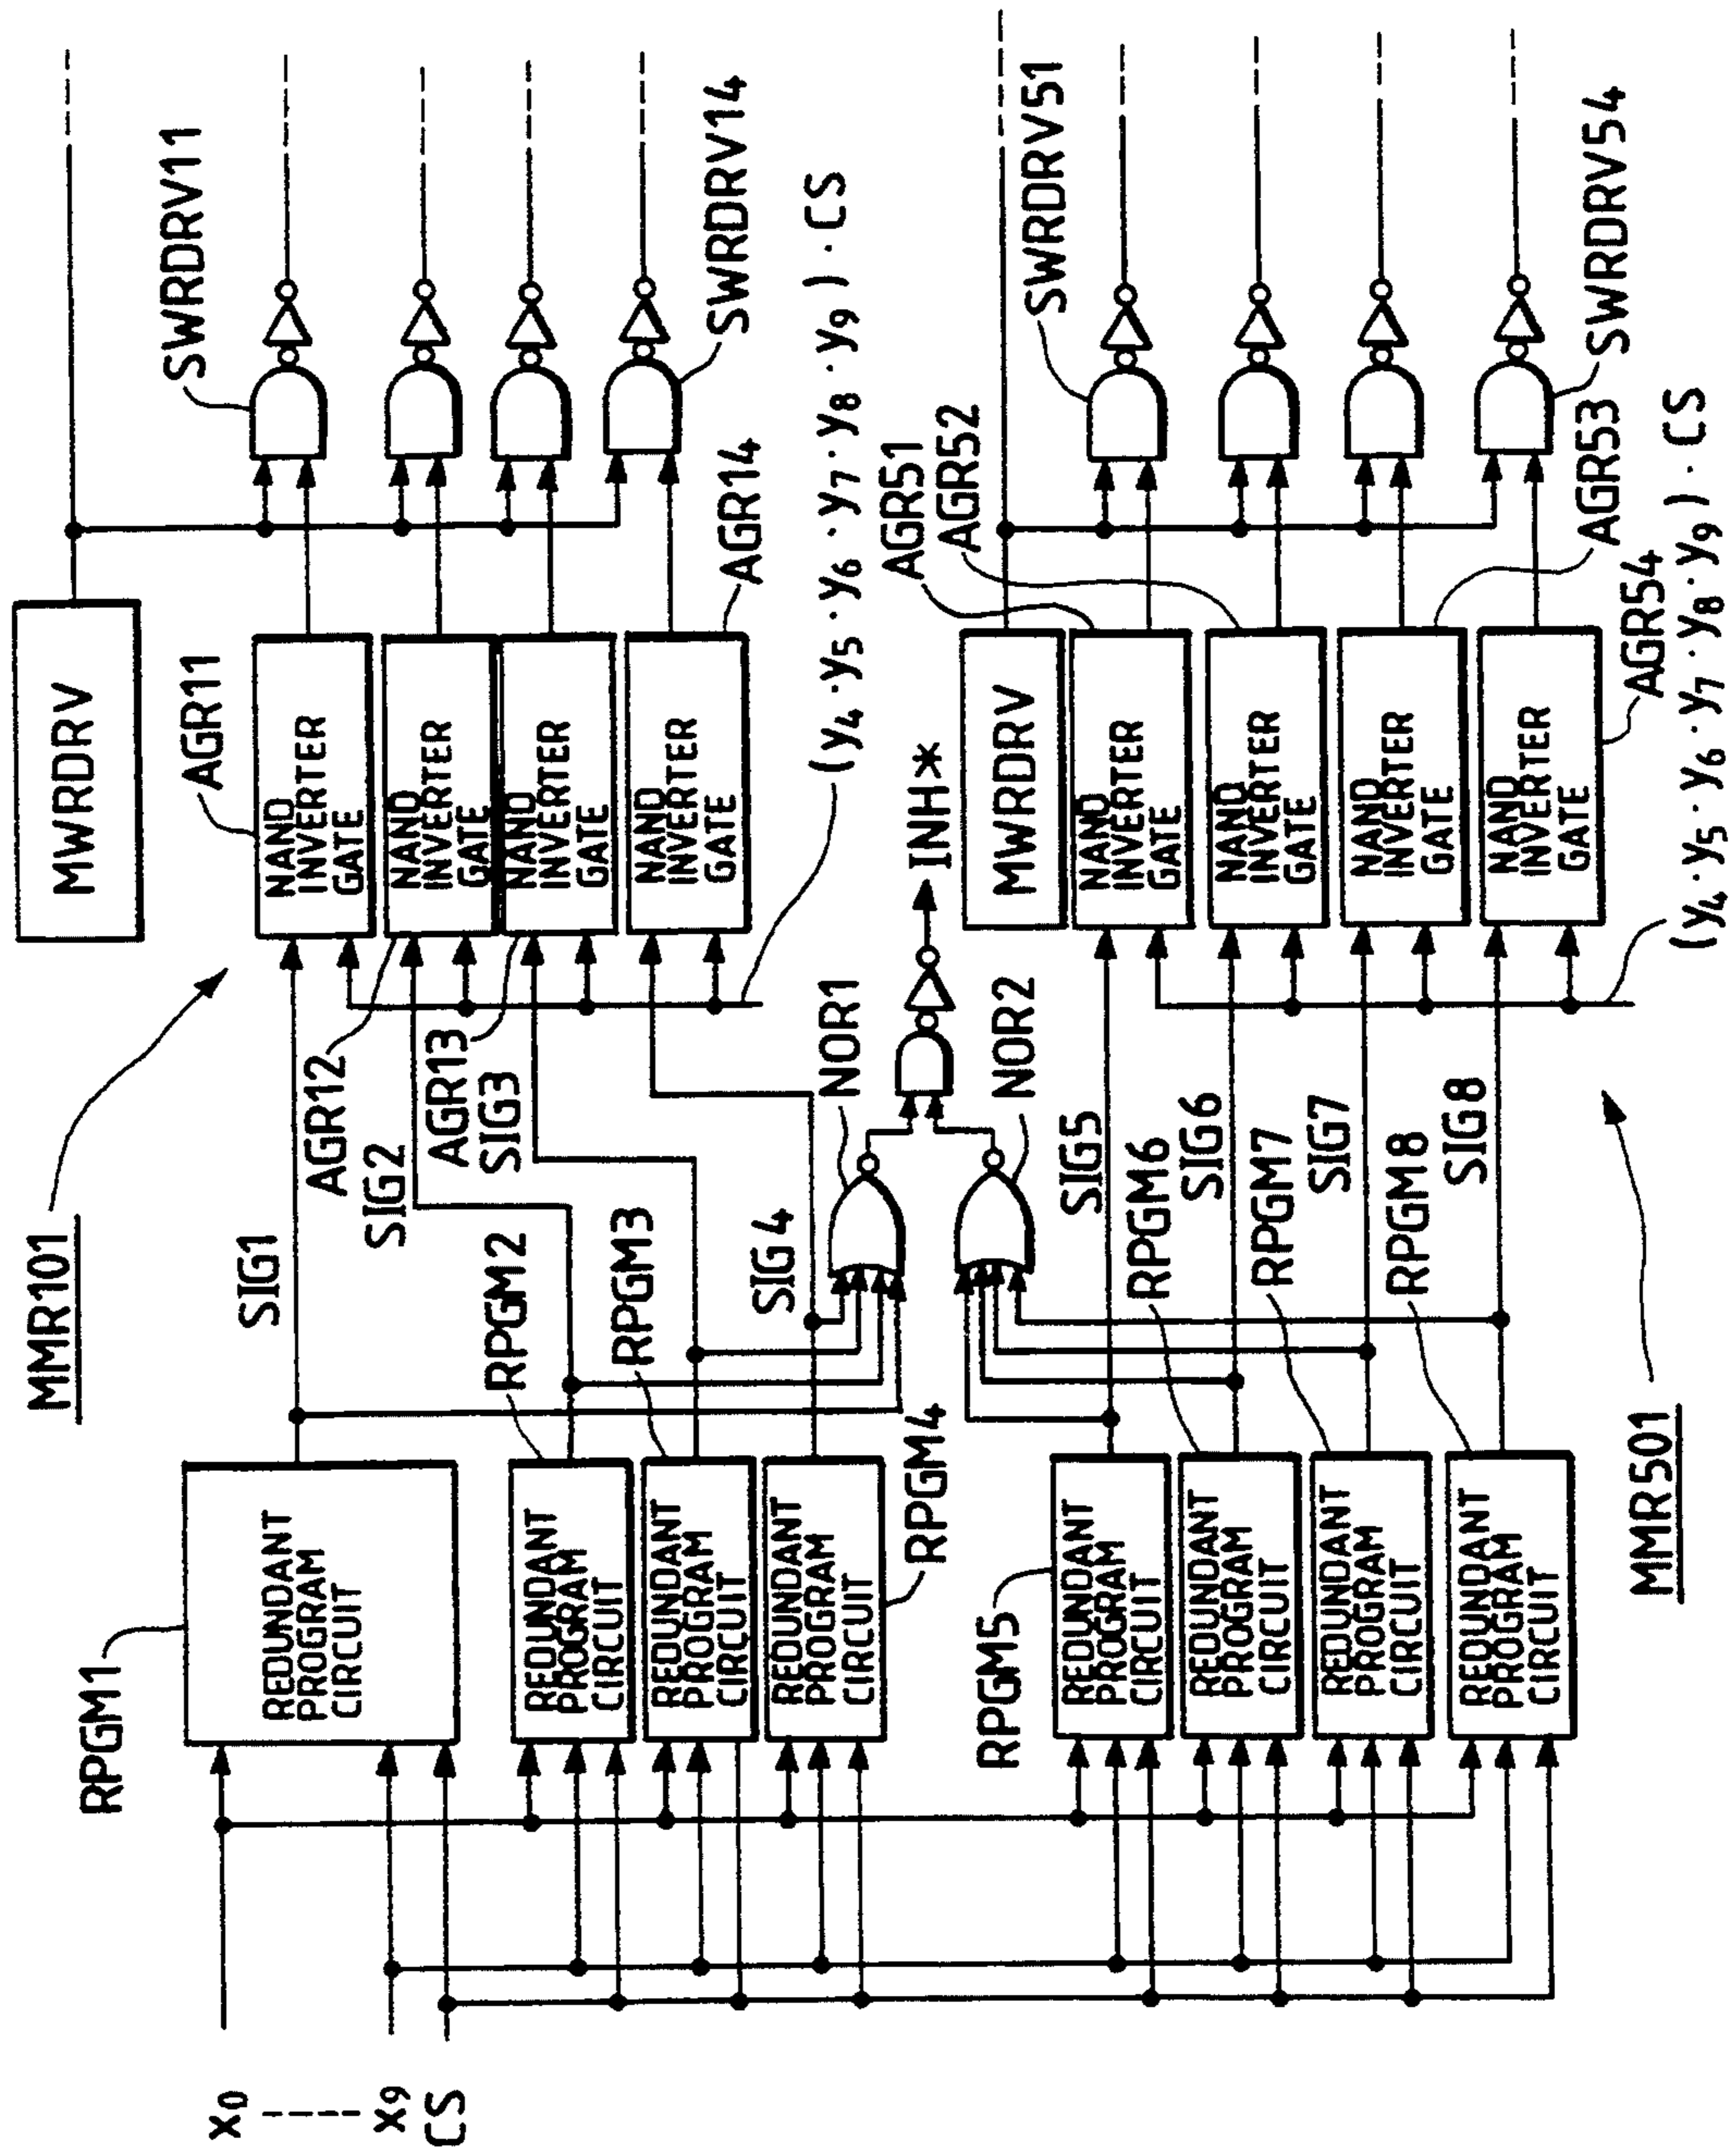 MMR101
RPGM1
REDUNDANT
PROGRAM
CIRCUIT
SIG1
MWRDRV
AGR11
NAND
INVERTER
GATE
SWRDRV11
AGR12
SIG2
NAND
INVERTER
GATE
RPGM2
REDUNDANT
PROGRAM
CIRCUIT
AGR13
SIG3
NAND
INVERTER
GATE
RPGM3
REDUNDANT
PROGRAM
CIRCUIT
SIG4
NAND
INVERTER
GATE
AGR14
SWRDRV14
REDUNDANT
PROGRAM
CIRCUIT
RPGM4
(y4·y5·y6·y7·y8·y9)·CS
NOR1
INH*
NOR2
X0
X9
CS
RPGM5
REDUNDANT
PROGRAM
CIRCUIT
SIG5
MWRDRV
AGR51
AGR52
NAND
INVERTER
GATE
SWRDRV51
RPGM6
REDUNDANT
PROGRAM
CIRCUIT
SIG6
NAND
INVERTER
GATE
RPGM7
REDUNDANT
PROGRAM
CIRCUIT
SIG7
NAND
INVERTER
GATE
AGR53
RPGM8
REDUNDANT
PROGRAM
CIRCUIT
SIG8
NAND
INVERTER
GATE
AGR54
SWRDRV54
(y4·y5·y6·y7·y8·y9)·CS
MMR501